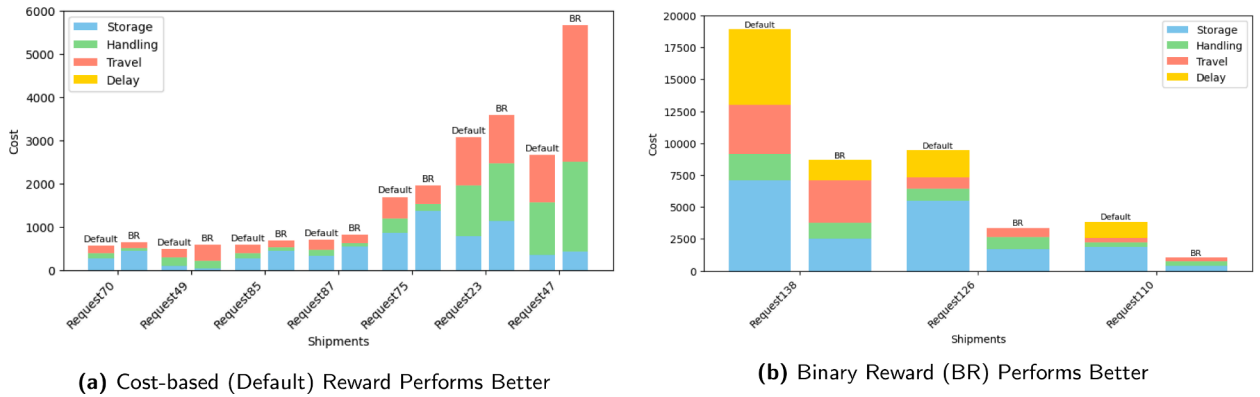 6000
5000
4000
3000
2000
1000
0
Cost
Storage
Handling
Travel
Delay
Default BR Default BR Default BR Default BR Default BR Default BR Default BR
Request70 Request49 Request85 Request87 Request75 Request23 Request47
Shipments
(a) Cost-based (Default) Reward Performs Better
20000
17500
15000
12500
10000
7500
5000
2500
0
Cost
Storage
Handling
Travel
Delay
Default BR Default BR Default BR
Request138 Request126 Request110
Shipments
(b) Binary Reward (BR) Performs Better